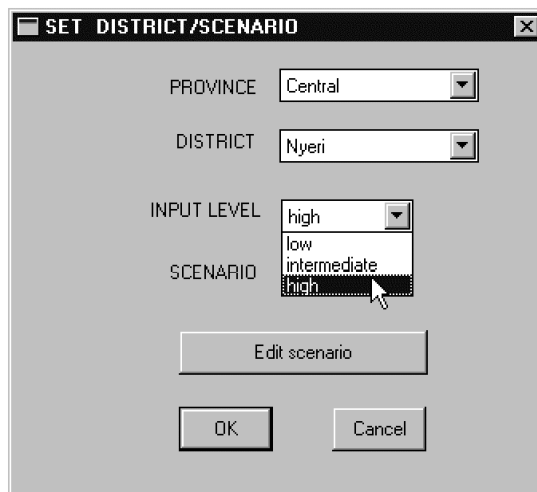 SET DISTRICT/SCENARIO
PROVINCE Central
DISTRICT Nyeri
INPUT LEVEL high
low
intermediate
SCENARIO
high
Edit scenario
OK Cancel